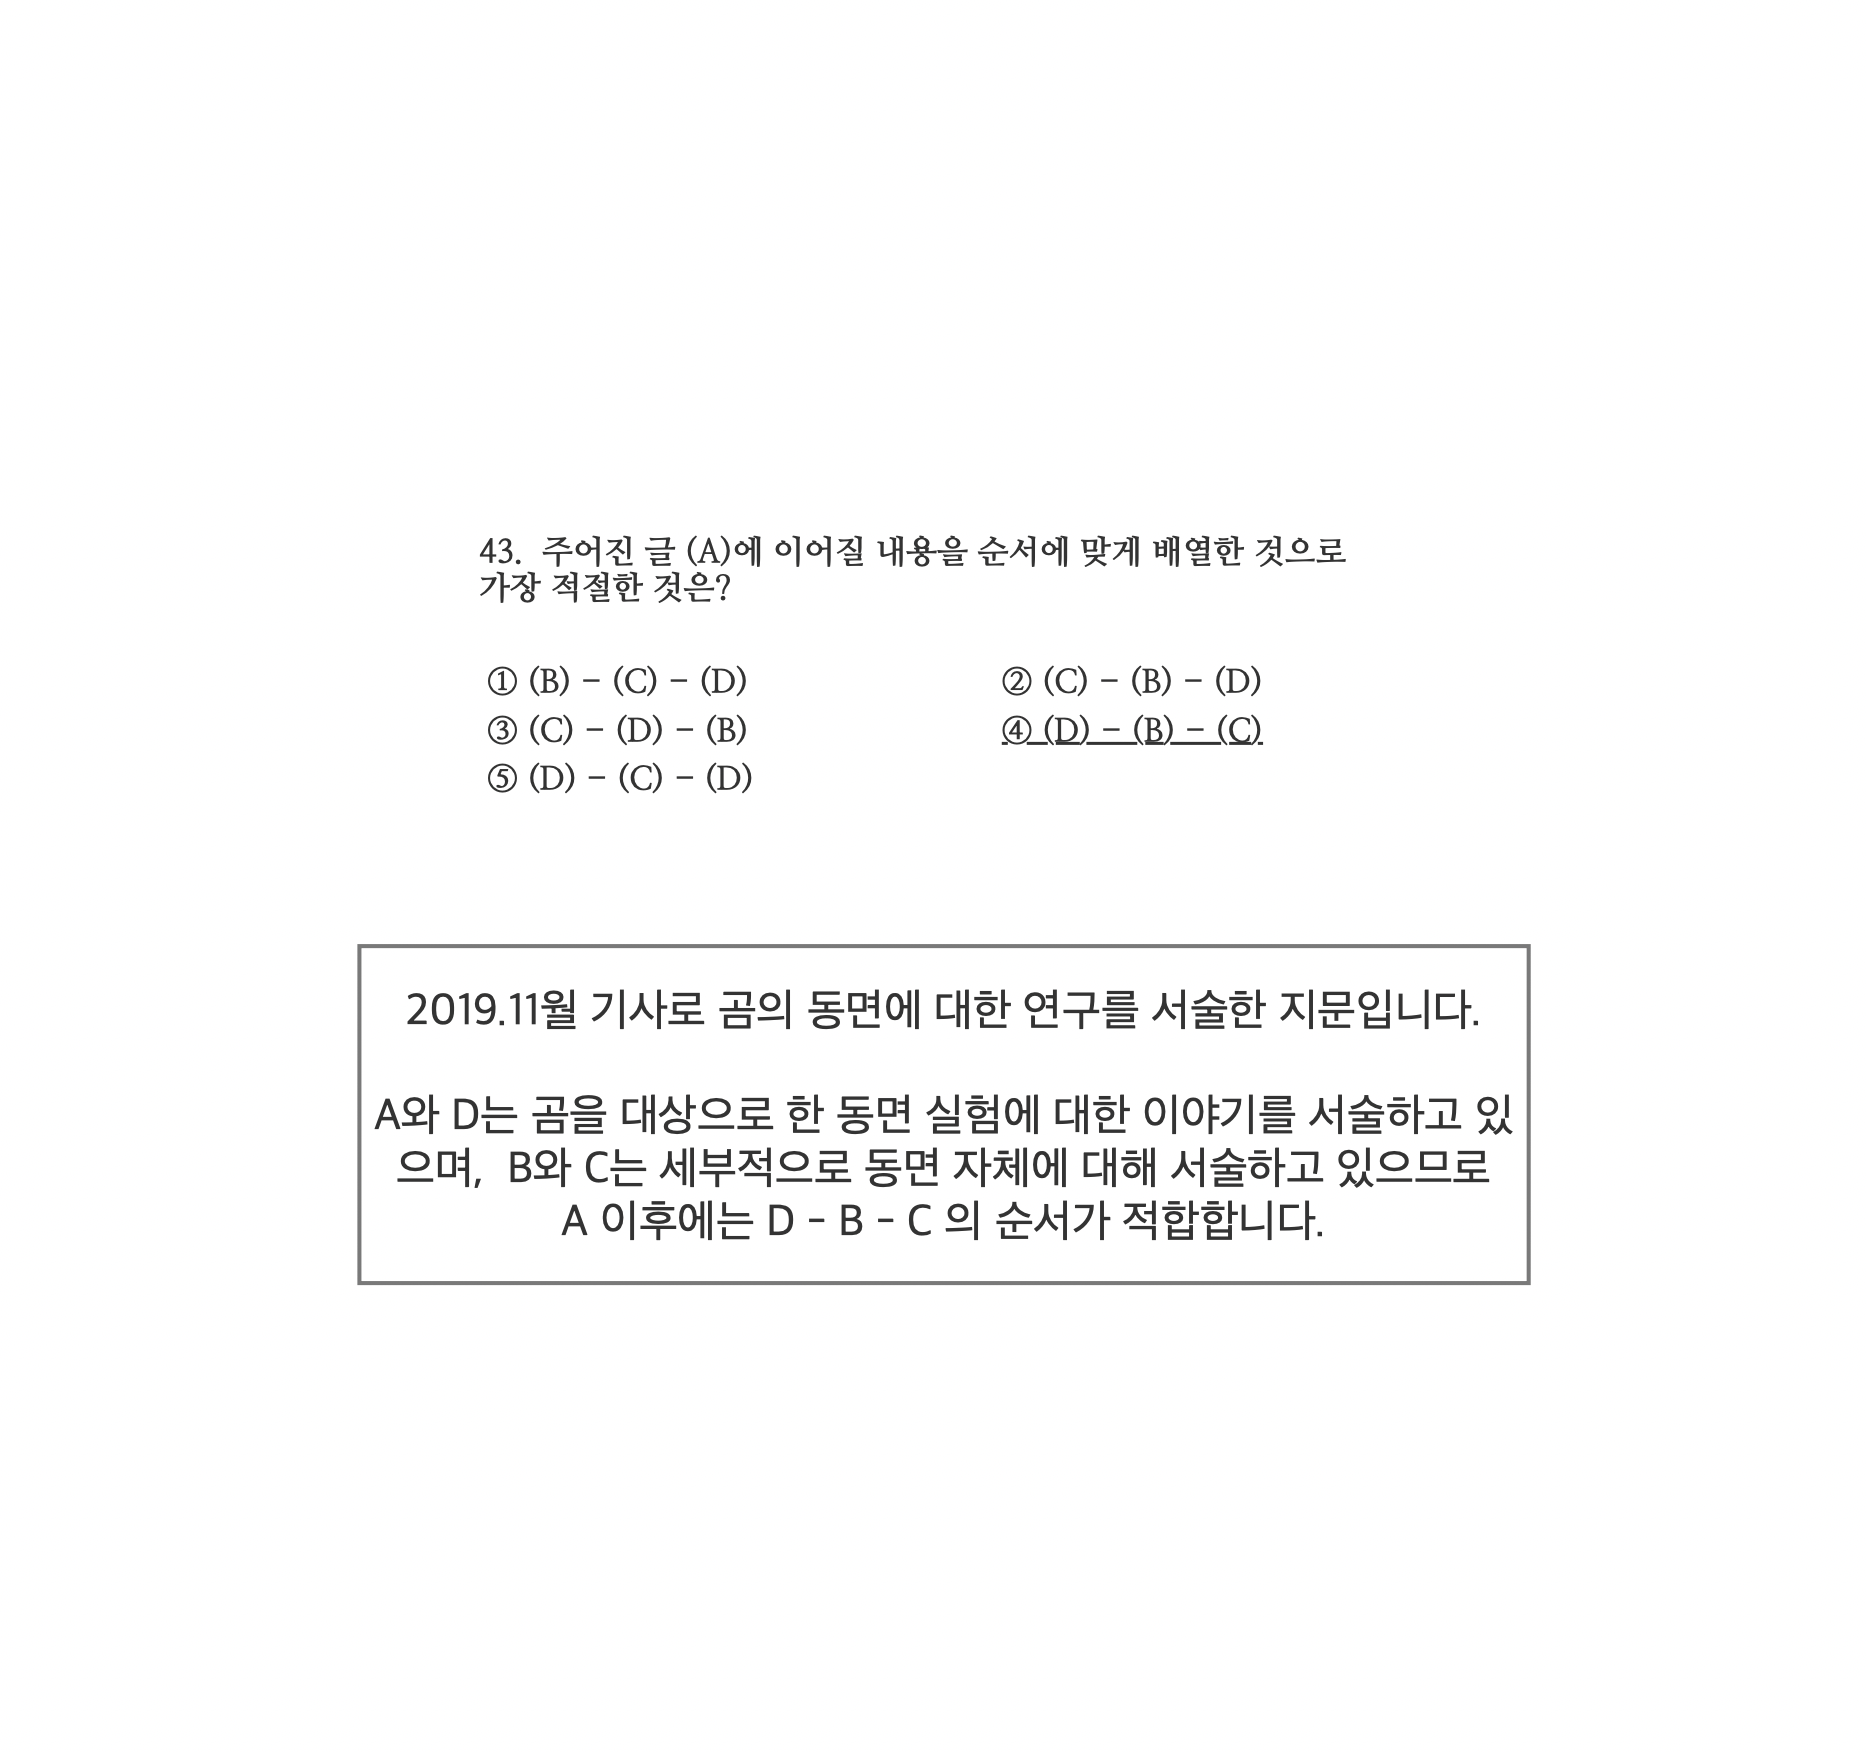 43. 주어진 글 (A)에 이어질 내용을 순서에 맞게 배열한 것으로
가장 적절한 것은?
① (B) - (C) - (D)
② (C) - (B) - (D)
③ (C) - (D) - (B)
④ (D) - (B) - (C)
⑤ (D) - (C) - (D)
2019.11월 기사로 곰의 동면에 대한 연구를 서술한 지문입니다.
A와 D는 곰을 대상으로 한 동면 실험에 대한 이야기를 서술하고 있
으며, B와 C는 세부적으로 동면 자체에 대해 서술하고 있으므로
A 이후에는 D - B - C 의 순서가 적합합니다.